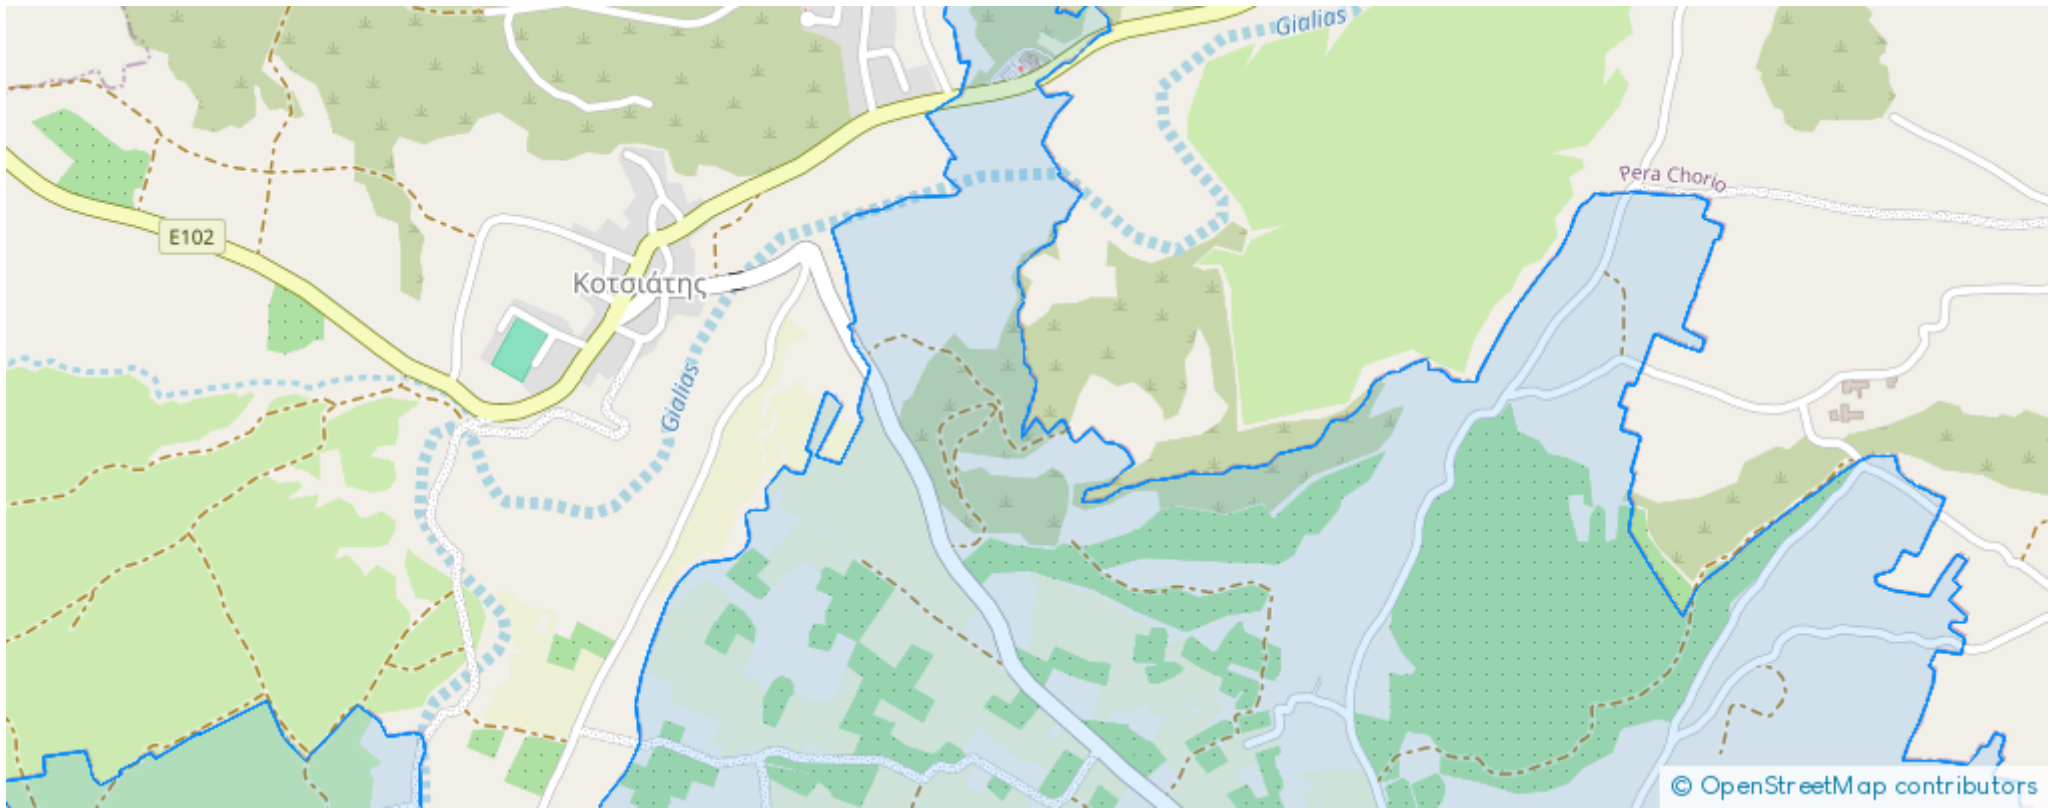 Gialias
Pera Chorio
E102
Κοτσιάτης
Gialias
© OpenStreetMap contributors